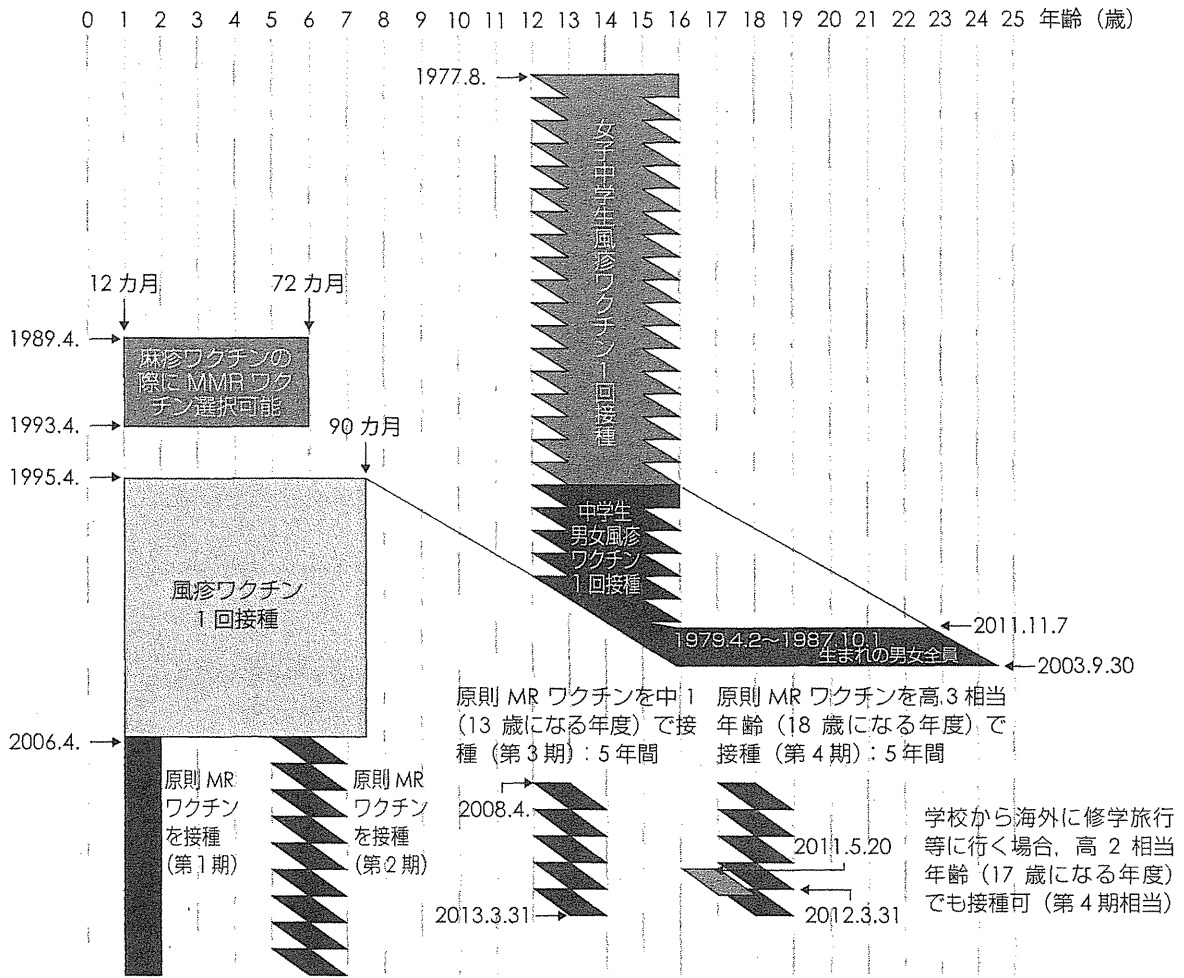 0 1 2 3 4 5 6 7 8 9 10 11 12 13 14 15 16 17 18 19 20 21 22 23 24 25 年齢（歳）
1977.8.
女子中学生風疹ワクチン1回接種
12カ月
72カ月
1989.4.
麻疹ワクチンの
際にMMRワク
チン選択可能
1993.4.
90カ月
1995.4.
中学生
男女風疹
ワクチン
1回接種
風疹ワクチン
1回接種
2011.11.7
1979.4.2～1987.10.1
生まれの男女全員
2003.9.30
原則MRワクチンを中1
（13歳になる年度）で接
種（第3期）：5年間
原則MRワクチンを高3相当
年齢（18歳になる年度）で
接種（第4期）：5年間
2006.4.
原則MR
ワクチン
を接種
（第1期）
原則MR
ワクチン
を接種
（第2期）
2008.4.
2011.5.20
学校から海外に修学旅行
等に行く場合，高2相当
年齢（17歳になる年度）
でも接種可（第4期相当）
2013.3.31
2012.3.31